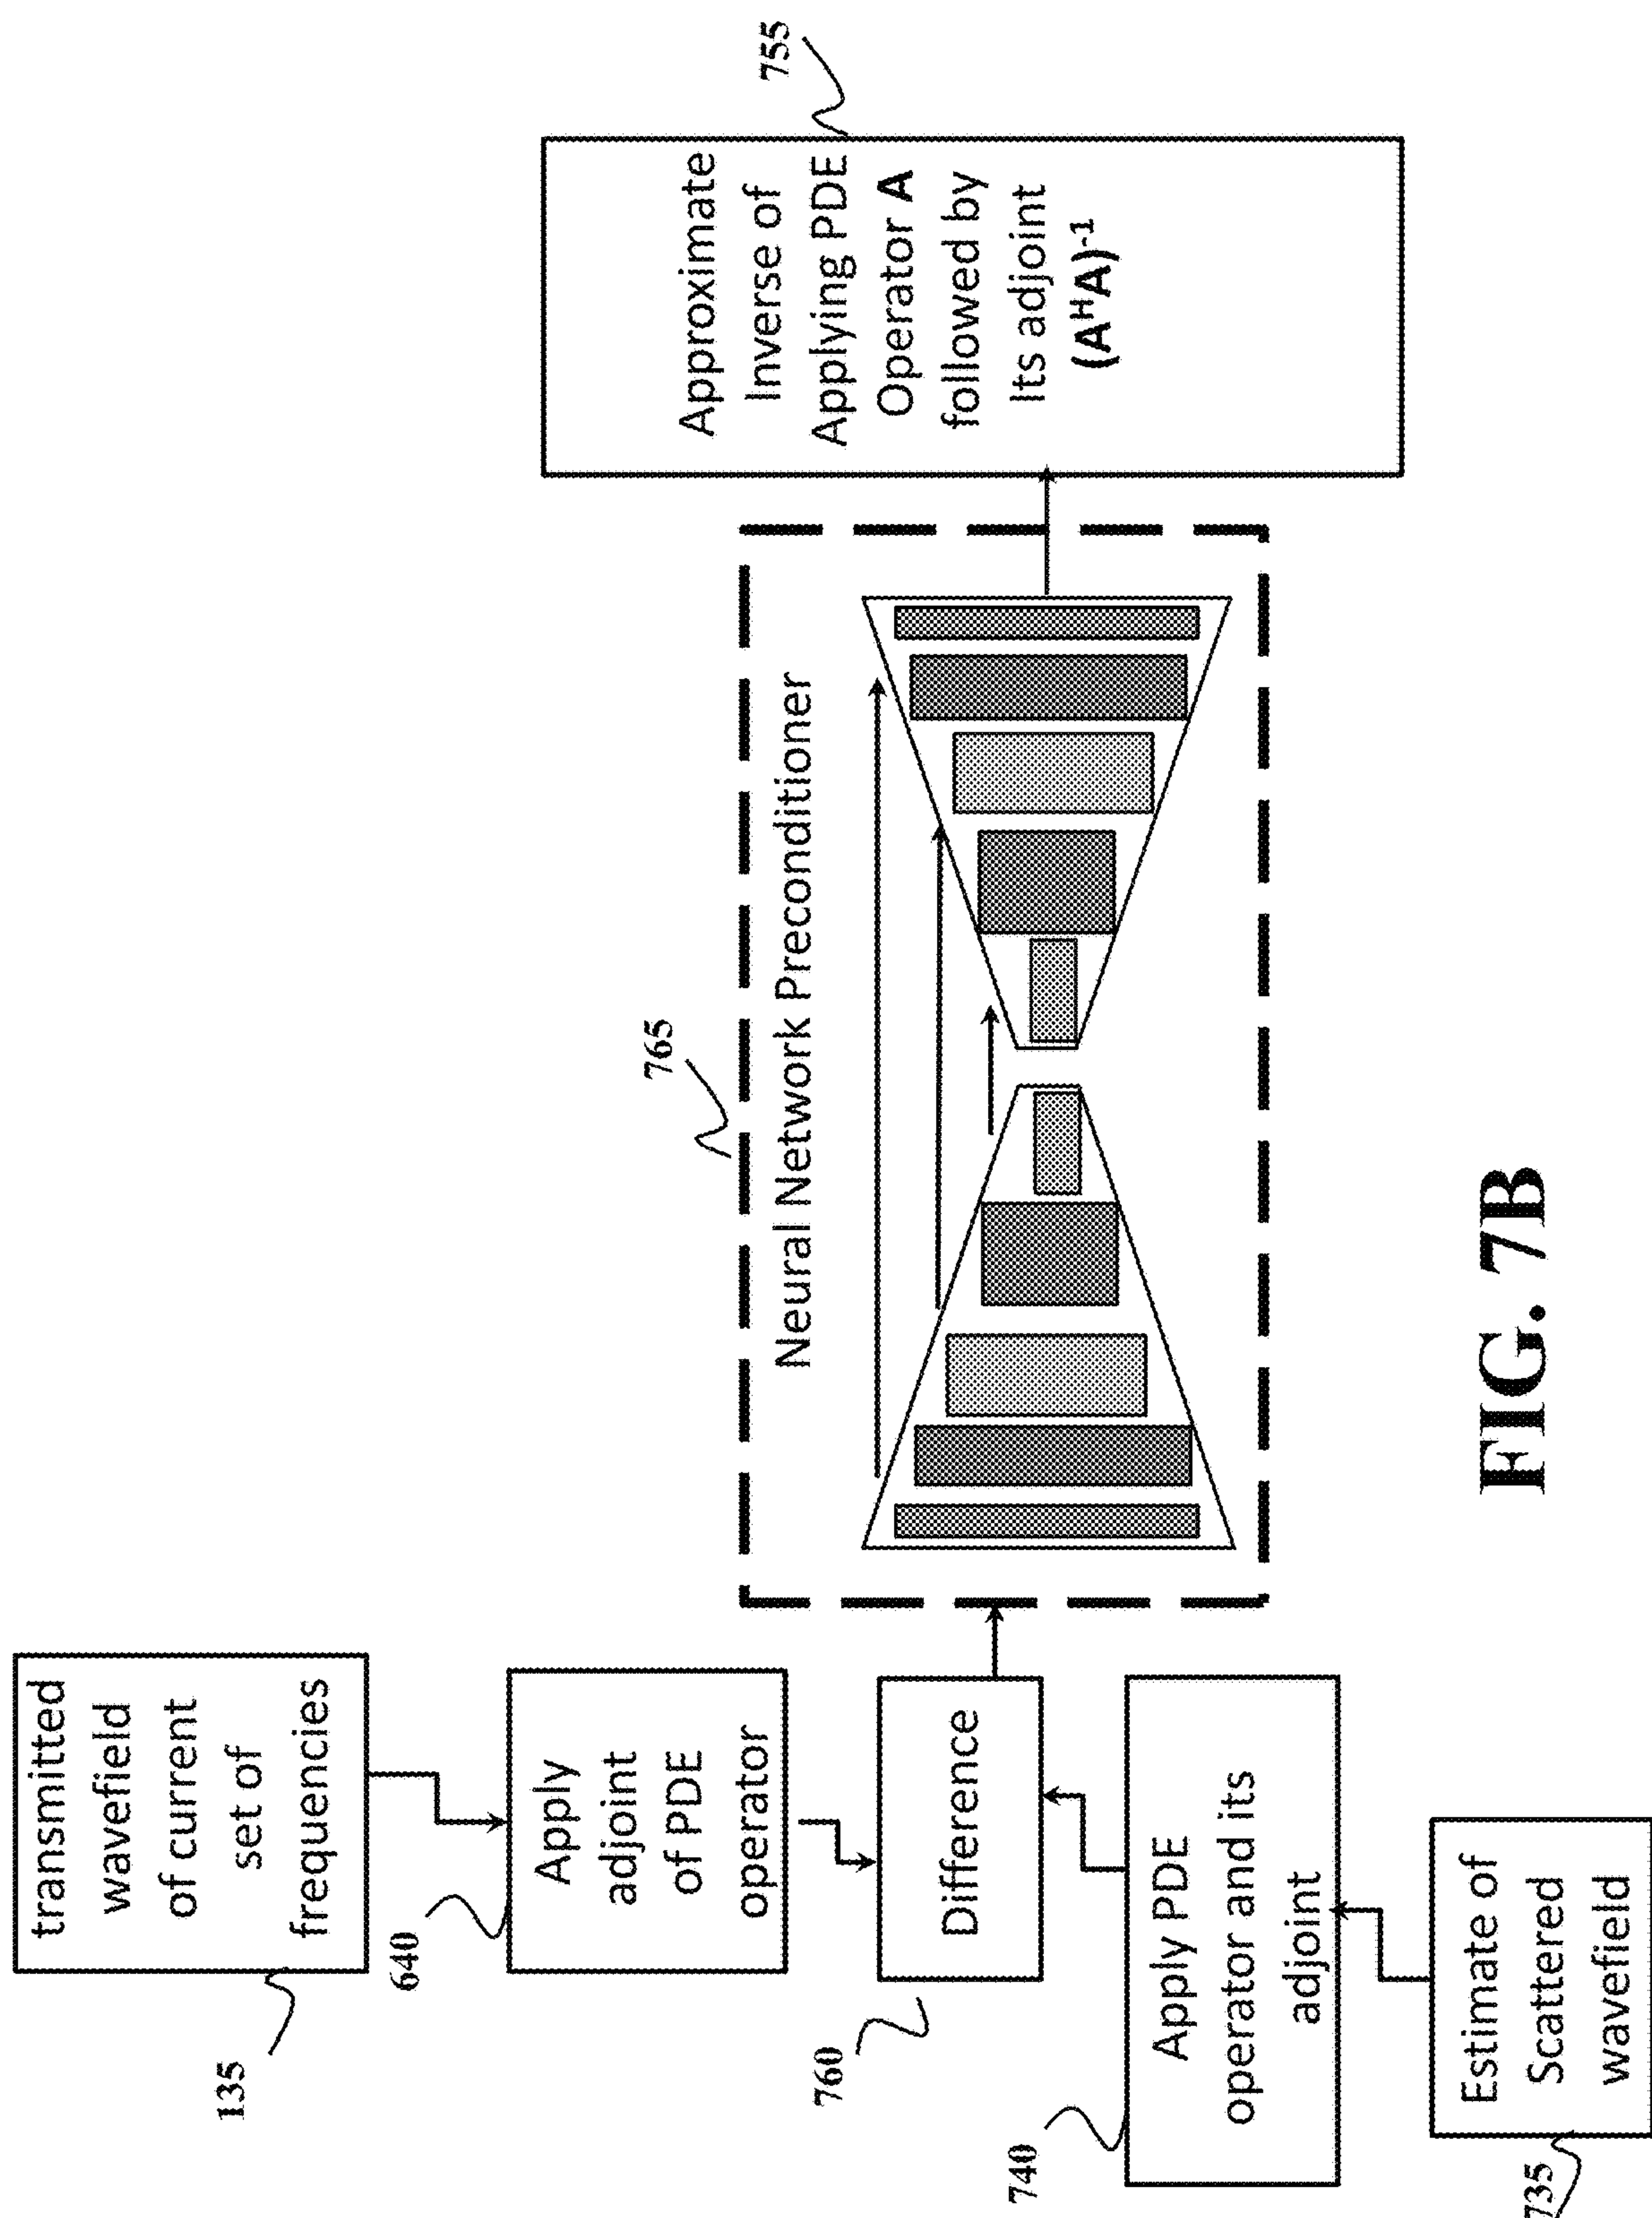 135
transmitted
wavefield
of current
set of
frequencies
640
Apply
adjoint
of PDE
operator
760
Difference
740
Apply PDE
operator and its
adjoint
735
Estimate of
Scattered
wavefield
765
Neural Network Preconditioner
755
Approximate
Inverse of
Applying PDE
Operator A
followed by
Its adjoint
(AᴴA)⁻¹
FIG. 7B